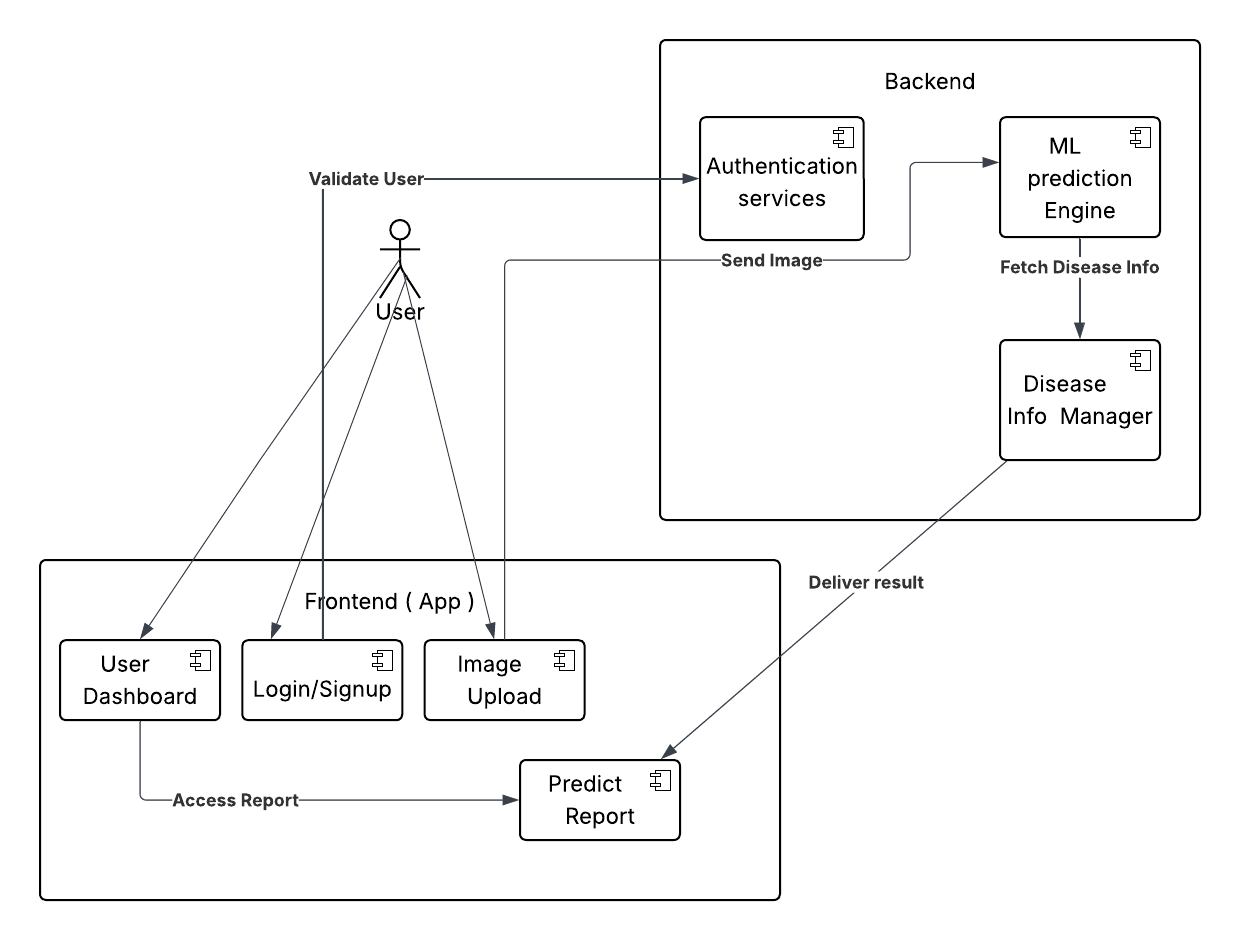 Backend
Authentication
services
ML
prediction
Engine
Validate User
Send Image
Fetch Disease Info
User
Disease
Info Manager
Deliver result
Frontend ( App )
User
Dashboard
Login/Signup
Image
Upload
Predict
Report
Access Report